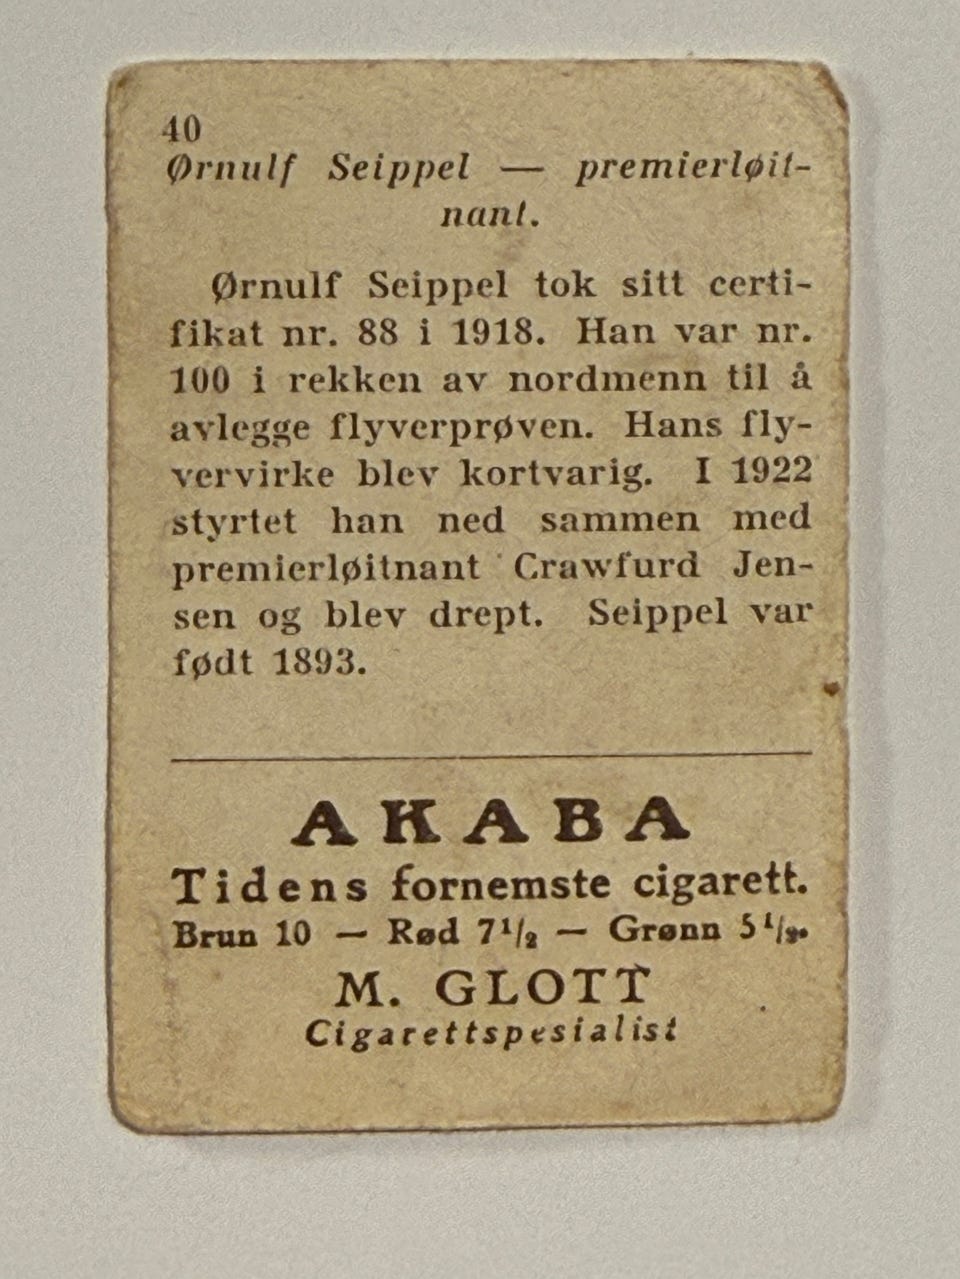 40
Ørnulf Seippel — premierløit-
nant.
Ørnulf Seippel tok sitt certi-
fikat nr. 88 i 1918. Han var nr.
100 i rekken av nordmenn til å
avlegge flyverprøven. Hans fly-
vervirke blev kortvarig. I 1922
styrtet han ned sammen med
premierløitnant Crawfurd Jen-
sen og blev drept. Seippel var
født 1893.
AKABA
Tidens fornemste cigarett.
Brun 10 — Rød 7½ — Grønn 5½.
M. GLOTT
Cigarettspesialist